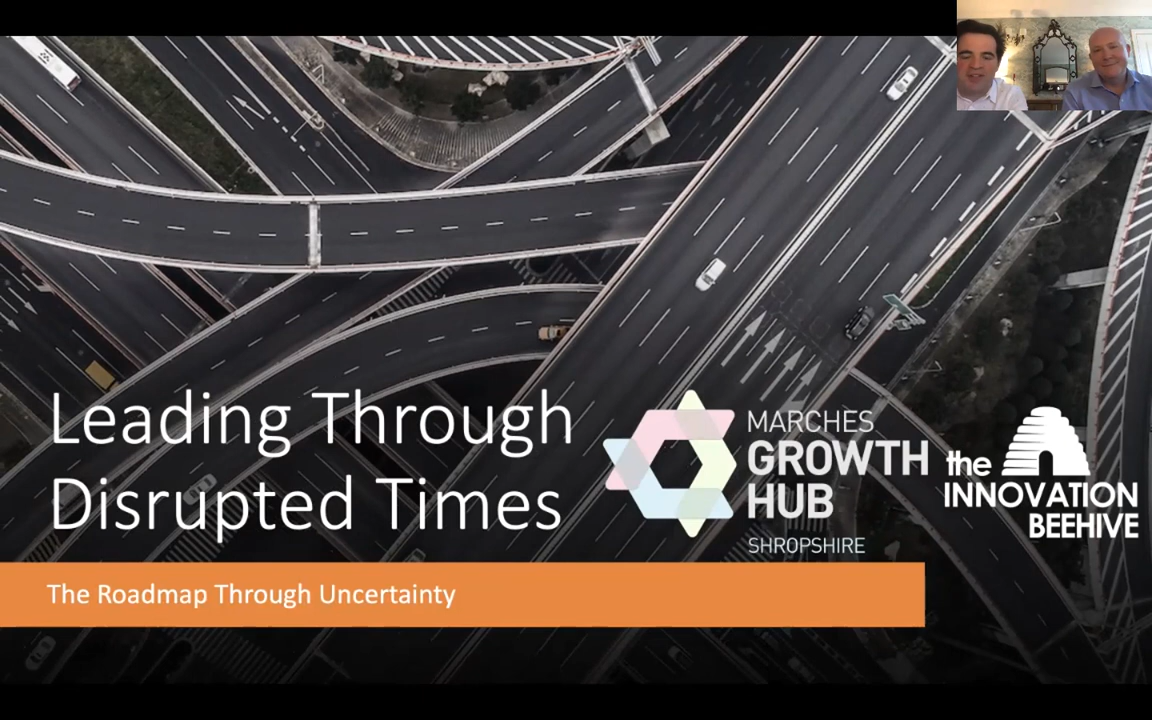 Leading Through
Disrupted Times
MARCHES
GROWTH
HUB
SHROPSHIRE
the
INNOVATION
BEEHIVE
The Roadmap Through Uncertainty